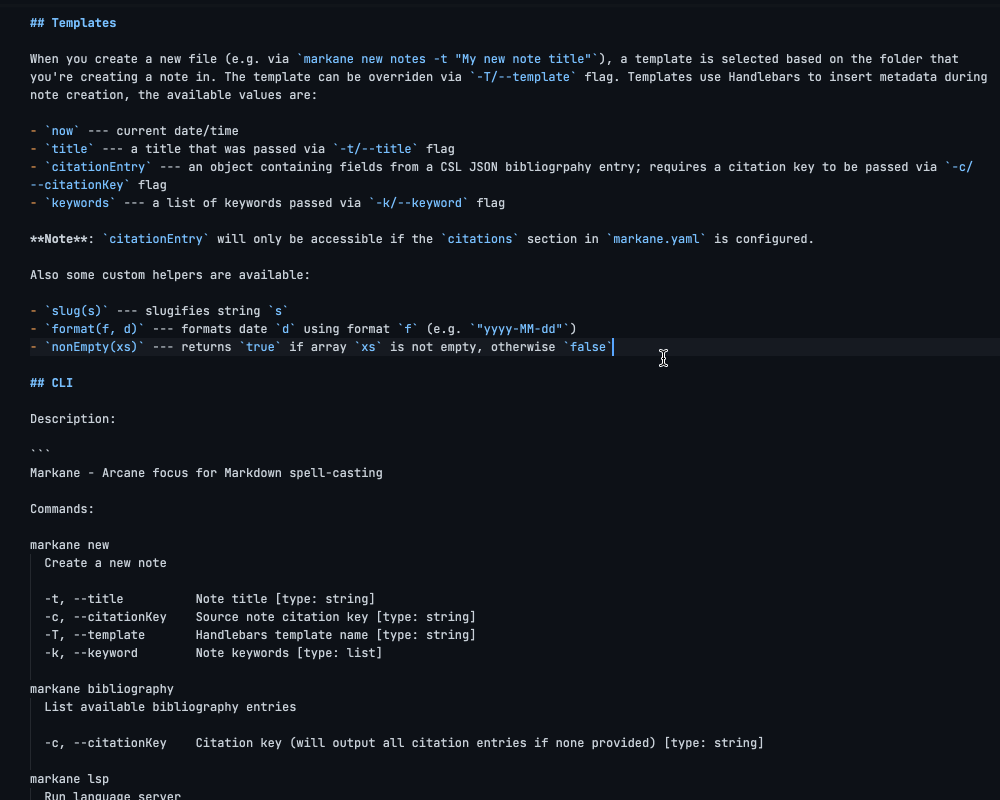 ## Templates
When you create a new file (e.g. via `markane new notes -t "My new note title"`), a template is selected based on the folder that
you're creating a note in. The template can be overriden via `-T/--template` flag. Templates use Handlebars to insert metadata during
note creation, the available values are:
- `now` --- current date/time
- `title` --- a title that was passed via `-t/--title` flag
- `citationEntry` --- an object containing fields from a CSL JSON bibliogrpahy entry; requires a citation key to be passed via `-c/
--citationKey` flag
- `keywords` --- a list of keywords passed via `-k/--keyword` flag
**Note**: `citationEntry` will only be accessible if the `citations` section in `markane.yaml` is configured.
Also some custom helpers are available:
- `slug(s)` --- slugifies string `s`
- `format(f, d)` --- formats date `d` using format `f` (e.g. `"yyyy-MM-dd"`)
- `nonEmpty(xs)` --- returns `true` if array `xs` is not empty, otherwise `false`
## CLI
Description:
```
Markane - Arcane focus for Markdown spell-casting
Commands:
markane new
Create a new note
-t, --title Note title [type: string]
-c, --citationKey Source note citation key [type: string]
-T, --template Handlebars template name [type: string]
-k, --keyword Note keywords [type: list]
markane bibliography
List available bibliography entries
-c, --citationKey Citation key (will output all citation entries if none provided) [type: string]
markane lsp
Run language server